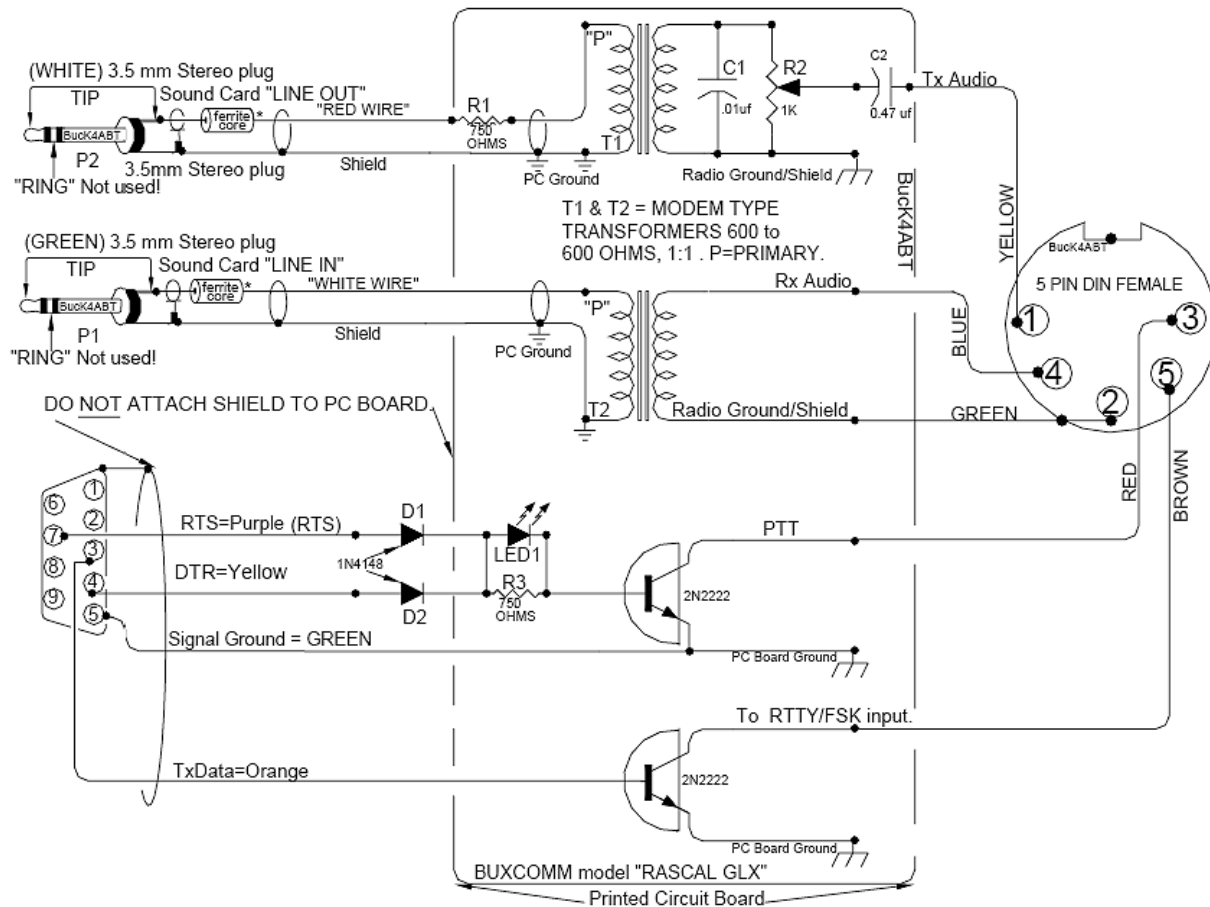 (WHITE) 3.5 mm Stereo plug
TIP
Sound Card "LINE OUT"
ferrite
core
*
"RED WIRE"
BucK4ABT
P2
3.5mm Stereo plug
"RING" Not used!
Shield
R1
750
OHMS
PC Ground
"P"
T1
C1
.01uf
R2
1K
C2
0.47 uf
Tx Audio
Radio Ground/Shield
T1 & T2 = MODEM TYPE
TRANSFORMERS 600 to
600 OHMS, 1:1 . P=PRIMARY.
BucK4ABT
YELLOW
(GREEN) 3.5 mm Stereo plug
TIP
Sound Card "LINE IN"
ferrite
core
*
"WHITE WIRE"
BucK4ABT
P1
"RING" Not used!
Shield
PC Ground
"P"
T2
Rx Audio
Radio Ground/Shield
BLUE
GREEN
BucK4ABT
5 PIN DIN FEMALE
1
3
4
5
2
RED
BROWN
DO NOT ATTACH SHIELD TO PC BOARD.
1
6
2
7
3
8
4
9
5
RTS=Purple (RTS)
D1
1N4148
DTR=Yellow
D2
LED1
R3
750
OHMS
PTT
2N2222
Signal Ground = GREEN
PC Board Ground
To RTTY/FSK input.
TxData=Orange
2N2222
PC Board Ground
BUXCOMM model "RASCAL GLX"
Printed Circuit Board